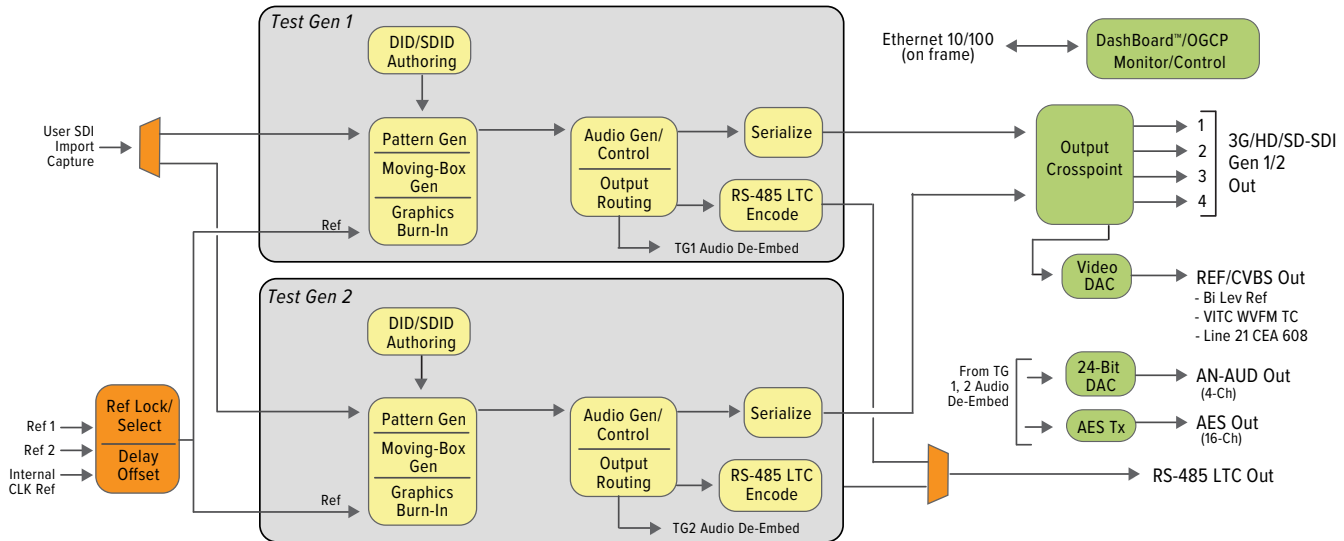 Test Gen 1
DID/SDID
Authoring
User SDI
Import
Capture
Pattern Gen
Moving-Box
Gen
Graphics
Burn-In
Ref
Audio Gen/
Control
Output
Routing
Serialize
RS-485 LTC
Encode
TG1 Audio De-Embed
Test Gen 2
DID/SDID
Authoring
Ref 1
Ref 2
Internal
CLK Ref
Ref Lock/
Select
Delay
Offset
Pattern Gen
Moving-Box
Gen
Graphics
Burn-In
Ref
Audio Gen/
Control
Output
Routing
Serialize
RS-485 LTC
Encode
TG2 Audio De-Embed
Ethernet 10/100
(on frame)
DashBoard™/OGCP
Monitor/Control
Output
Crosspoint
1
2
3
4
3G/HD/SD-SDI
Gen 1/2
Out
Video
DAC
REF/CVBS Out
- Bi Lev Ref
- VITC WVFM TC
- Line 21 CEA 608
From TG
1, 2 Audio
De-Embed
24-Bit
DAC
AN-AUD Out
(4-Ch)
AES Tx
AES Out
(16-Ch)
RS-485 LTC Out